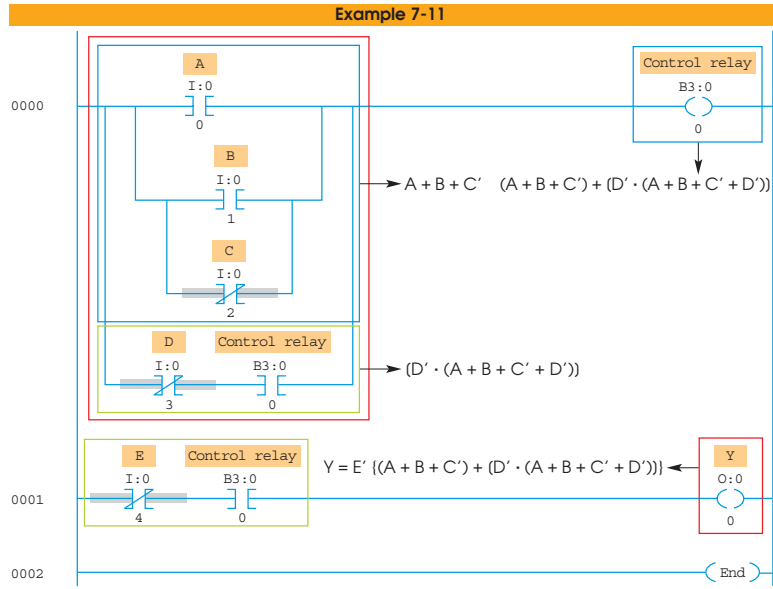 Example 7-11
A
Control relay
I:0
B3:0
0000
0
0
B
I:0
A + B + C′ (A + B + C′) + (D′ · (A + B + C′ + D′))
1
C
I:0
2
D
Control relay
I:0
B3:0
(D′ · (A + B + C′ + D′))
3
0
E
Control relay
Y = E′ {(A + B + C′) + (D′ · (A + B + C′ + D′))}
Y
I:0
B3:0
O:0
0001
4
0
0
0002
End